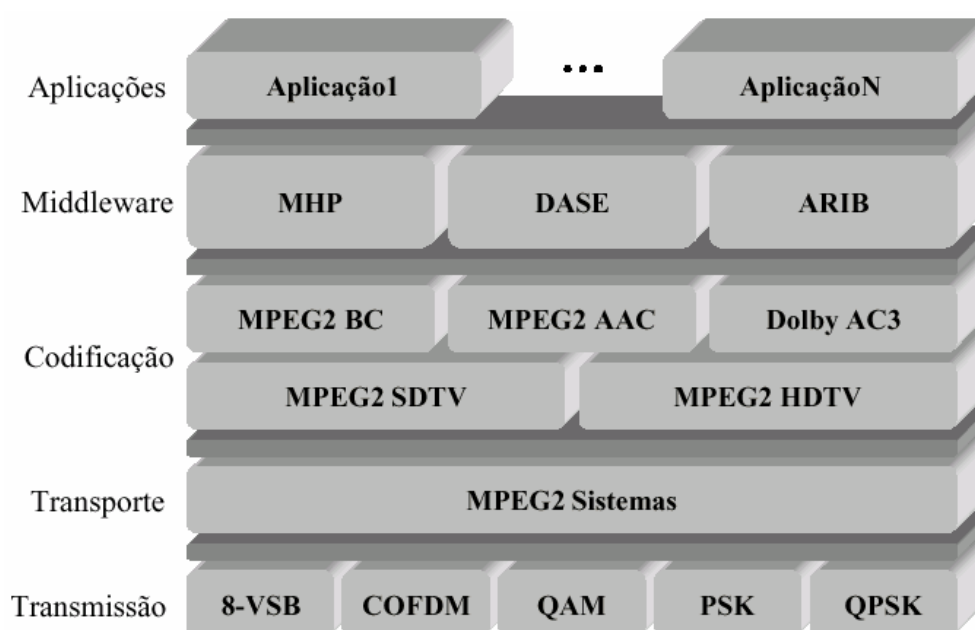 Aplicações Aplicação1 ... AplicaçãoN
Middleware MHP DASE ARIB
MPEG2 BC MPEG2 AAC Dolby AC3
Codificação
MPEG2 SDTV MPEG2 HDTV
Transporte MPEG2 Sistemas
Transmissão 8-VSB COFDM QAM PSK QPSK